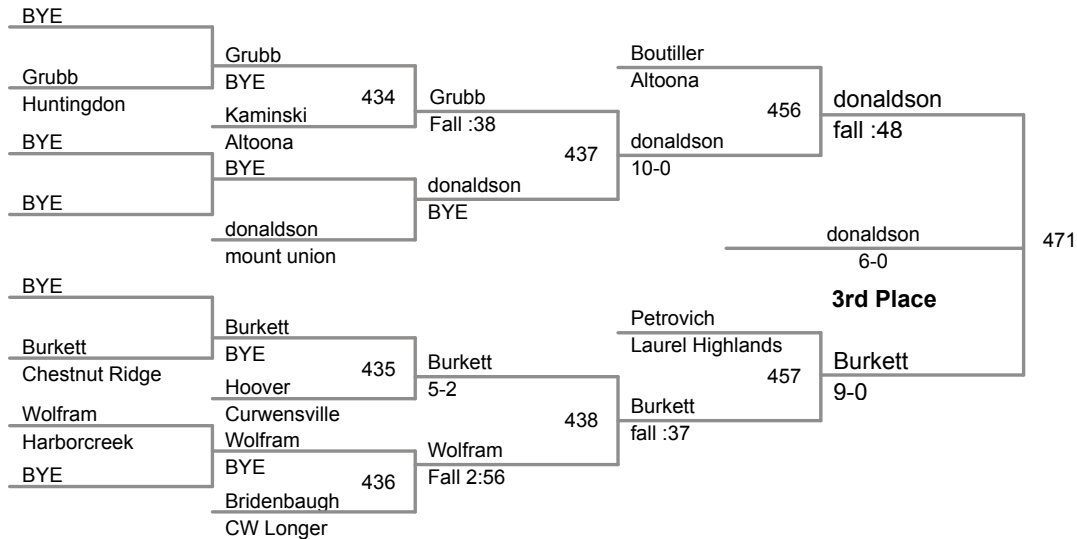 BYE
Grubb
Huntingdon
BYE
BYE
BYE
Burkett
Chestnut Ridge
Wolfram
Harborcreek
BYE
Grubb
BYE
434
Kaminski
Altoona
BYE
donaldson
mount union
Burkett
BYE
435
Hoover
Curwensville
Wolfram
BYE
436
Bridenbaugh
CW Longer
Grubb
Fall :38
437
donaldson
BYE
Burkett
5-2
438
Wolfram
Fall 2:56
Boutiller
Altoona
456
donaldson
10-0
Petrovich
Laurel Highlands
457
Burkett
fall :37
donaldson
fall :48
donaldson
6-0
471
3rd Place
Burkett
9-0